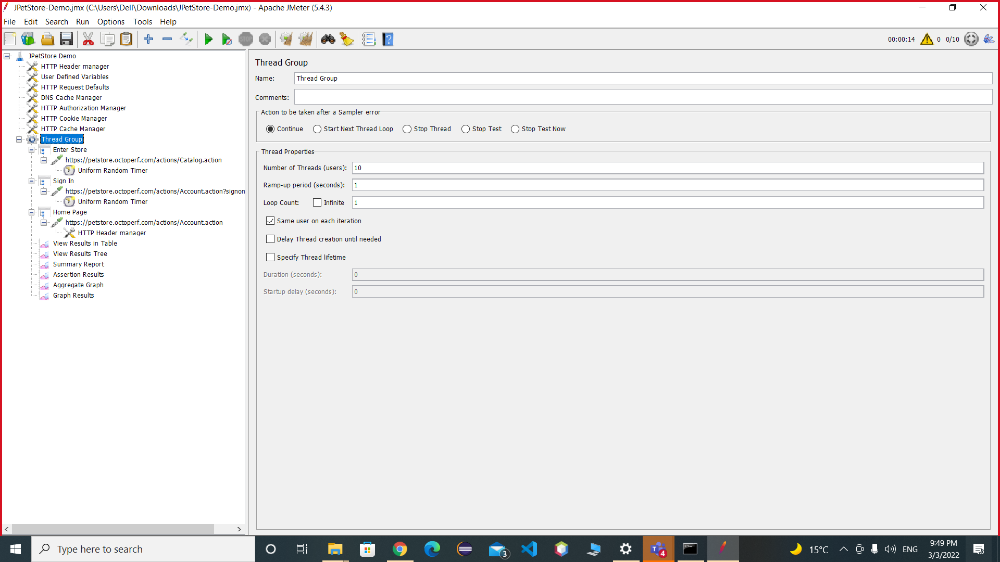 JPetStore-Demo.jmx (C:\Users\Dell\Downloads\JPetStore-Demo.jmx) - Apache JMeter (5.4.3)
File Edit Search Run Options Tools Help
STOP
00:00:14 0 0/10
JPetStore Demo
HTTP Header manager
User Defined Variables
HTTP Request Defaults
DNS Cache Manager
HTTP Authorization Manager
HTTP Cookie Manager
HTTP Cache Manager
Thread Group
Enter Store
https://petstore.octoperf.com/actions/Catalog.action
Uniform Random Timer
Sign In
https://petstore.octoperf.com/actions/Account.action?signon
Uniform Random Timer
Home Page
https://petstore.octoperf.com/actions/Account.action
HTTP Header manager
View Results in Table
View Results Tree
Summary Report
Assertion Results
Aggregate Graph
Graph Results
Thread Group
Name: Thread Group
Comments:
Action to be taken after a Sampler error
Continue Start Next Thread Loop Stop Thread Stop Test Stop Test Now
Thread Properties
Number of Threads (users): 10
Ramp-up period (seconds): 1
Loop Count: Infinite 1
Same user on each iteration
Delay Thread creation until needed
Specify Thread lifetime
Duration (seconds): 0
Startup delay (seconds): 0
Type here to search
3
4
15°C
ENG
9:49 PM
3/3/2022